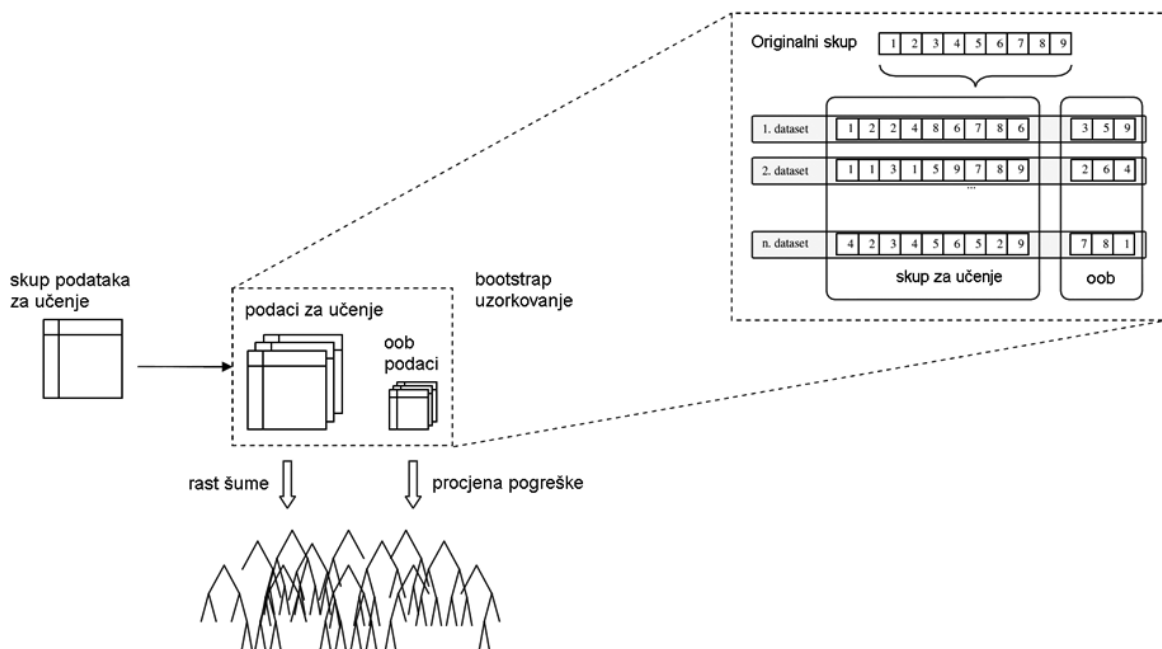 Originalni skup
1 2 3 4 5 6 7 8 9
1. dataset 1 2 2 4 8 6 7 8 6 3 5 9
2. dataset 1 1 3 1 5 9 7 8 9 2 6 4
...
n. dataset 4 2 3 4 5 6 5 2 9 7 8 1
skup za učenje oob
skup podataka
za učenje
bootstrap
uzorkovanje
podaci za učenje
oob
podaci
rast šume
procjena pogreške